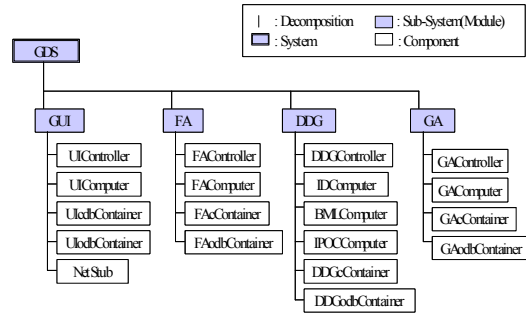 | : Decomposition : Sub-System(Module)
: System : Component
GDS
GUI FA DDG GA
UIController FAController DDGController GAController
UIComputer FAComputer IDComputer GAComputer
UIcdbContainer FAcContainer BMLComputer GAcContainer
UIodbContainer FAodbContainer IPOCComputer GAodbContainer
NetStub DDGcContainer
DDGodbContainer